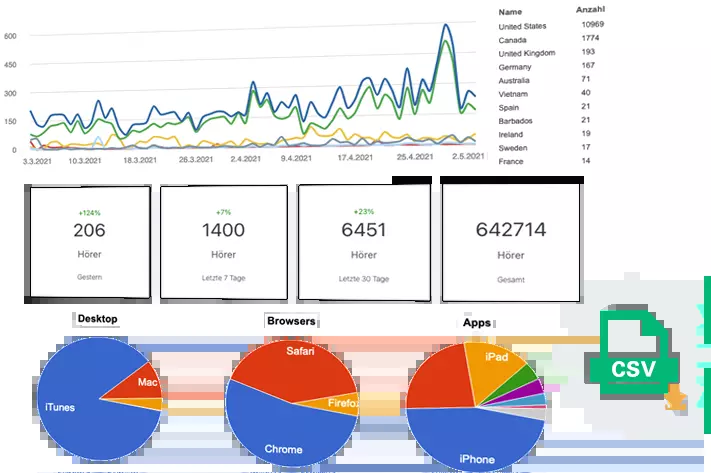 600
450
300
150
0
3.3.2021 10.3.2021 18.3.2021 26.3.2021 2.4.2021 9.4.2021 17.4.2021 25.4.2021 2.5.2021
Name Anzahl
United States 10969
Canada 1774
United Kingdom 193
Germany 167
Australia 71
Vietnam 40
Spain 21
Barbados 21
Ireland 19
Sweden 17
France 14
+124%
206
Hörer
Gestern
+7%
1400
Hörer
Letzte 7 Tage
+23%
6451
Hörer
Letzte 30 Tage
642714
Hörer
Gesamt
Desktop
iTunes
Mac
Browsers
Safari
Firefox
Chrome
Apps
iPad
iPhone
CSV